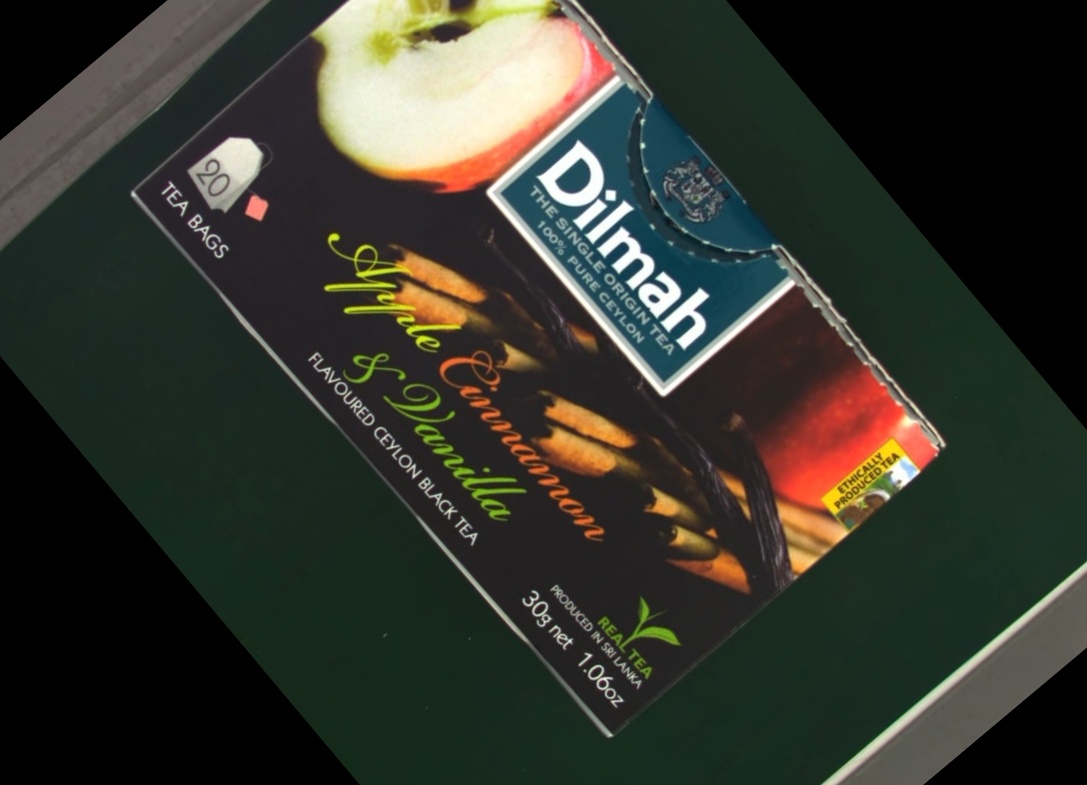 Dilmah
THE SINGLE ORIGIN TEA
100% PURE CEYLON
20
TEA BAGS
Apple Cinnamon
& Vanilla
FLAVOURED CEYLON BLACK TEA
ETHICALLY
PRODUCED TEA
REAL TEA
PRODUCED IN SRI LANKA
30g net 1.06oz